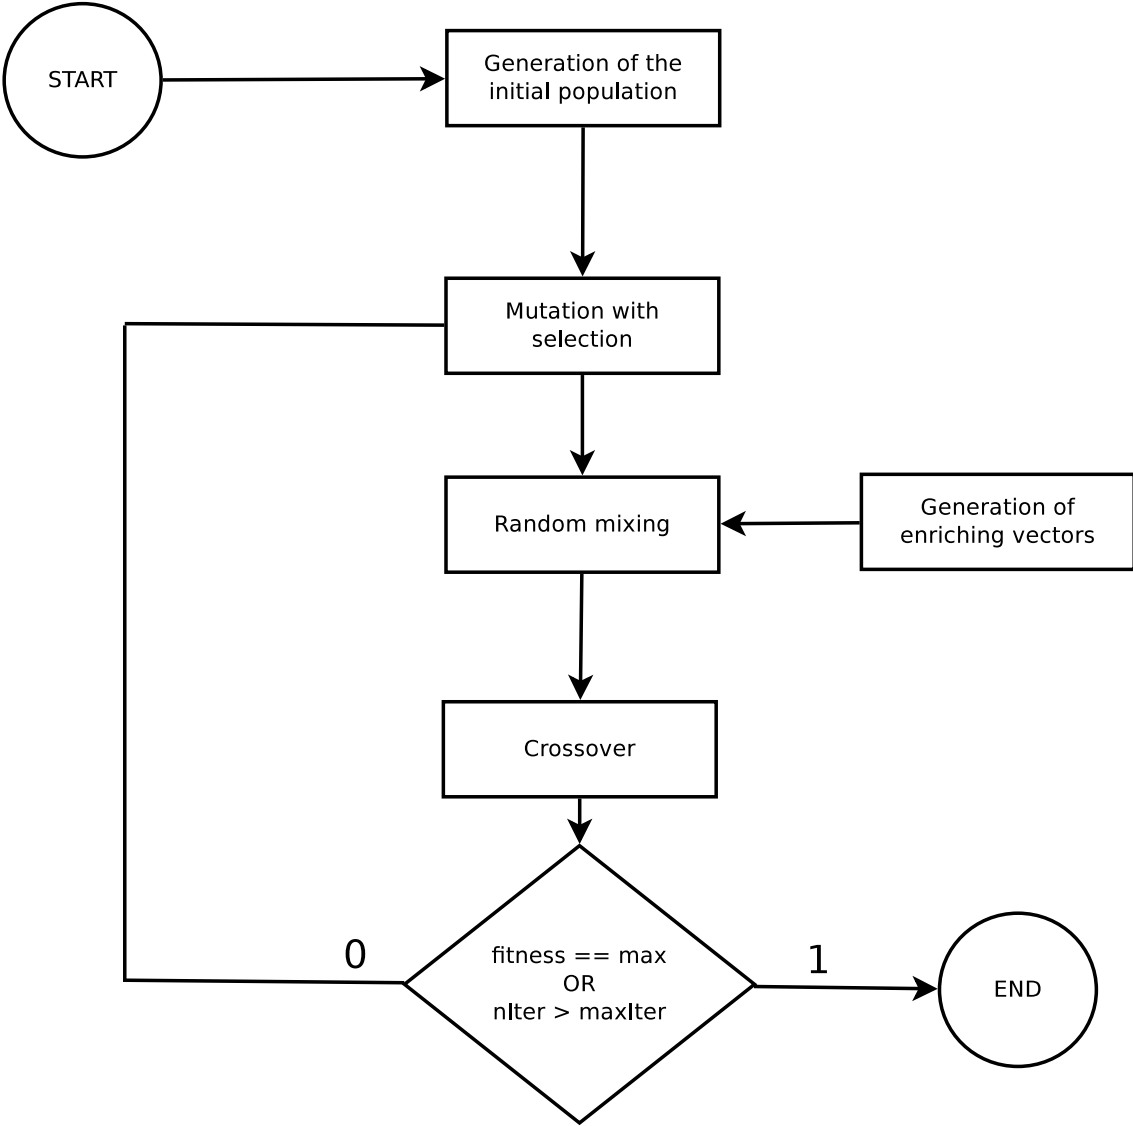 START
Generation of the
initial population
Mutation with
selection
Random mixing
Generation of
enriching vectors
Crossover
0
fitness == max
OR
nIter > maxIter
1
END